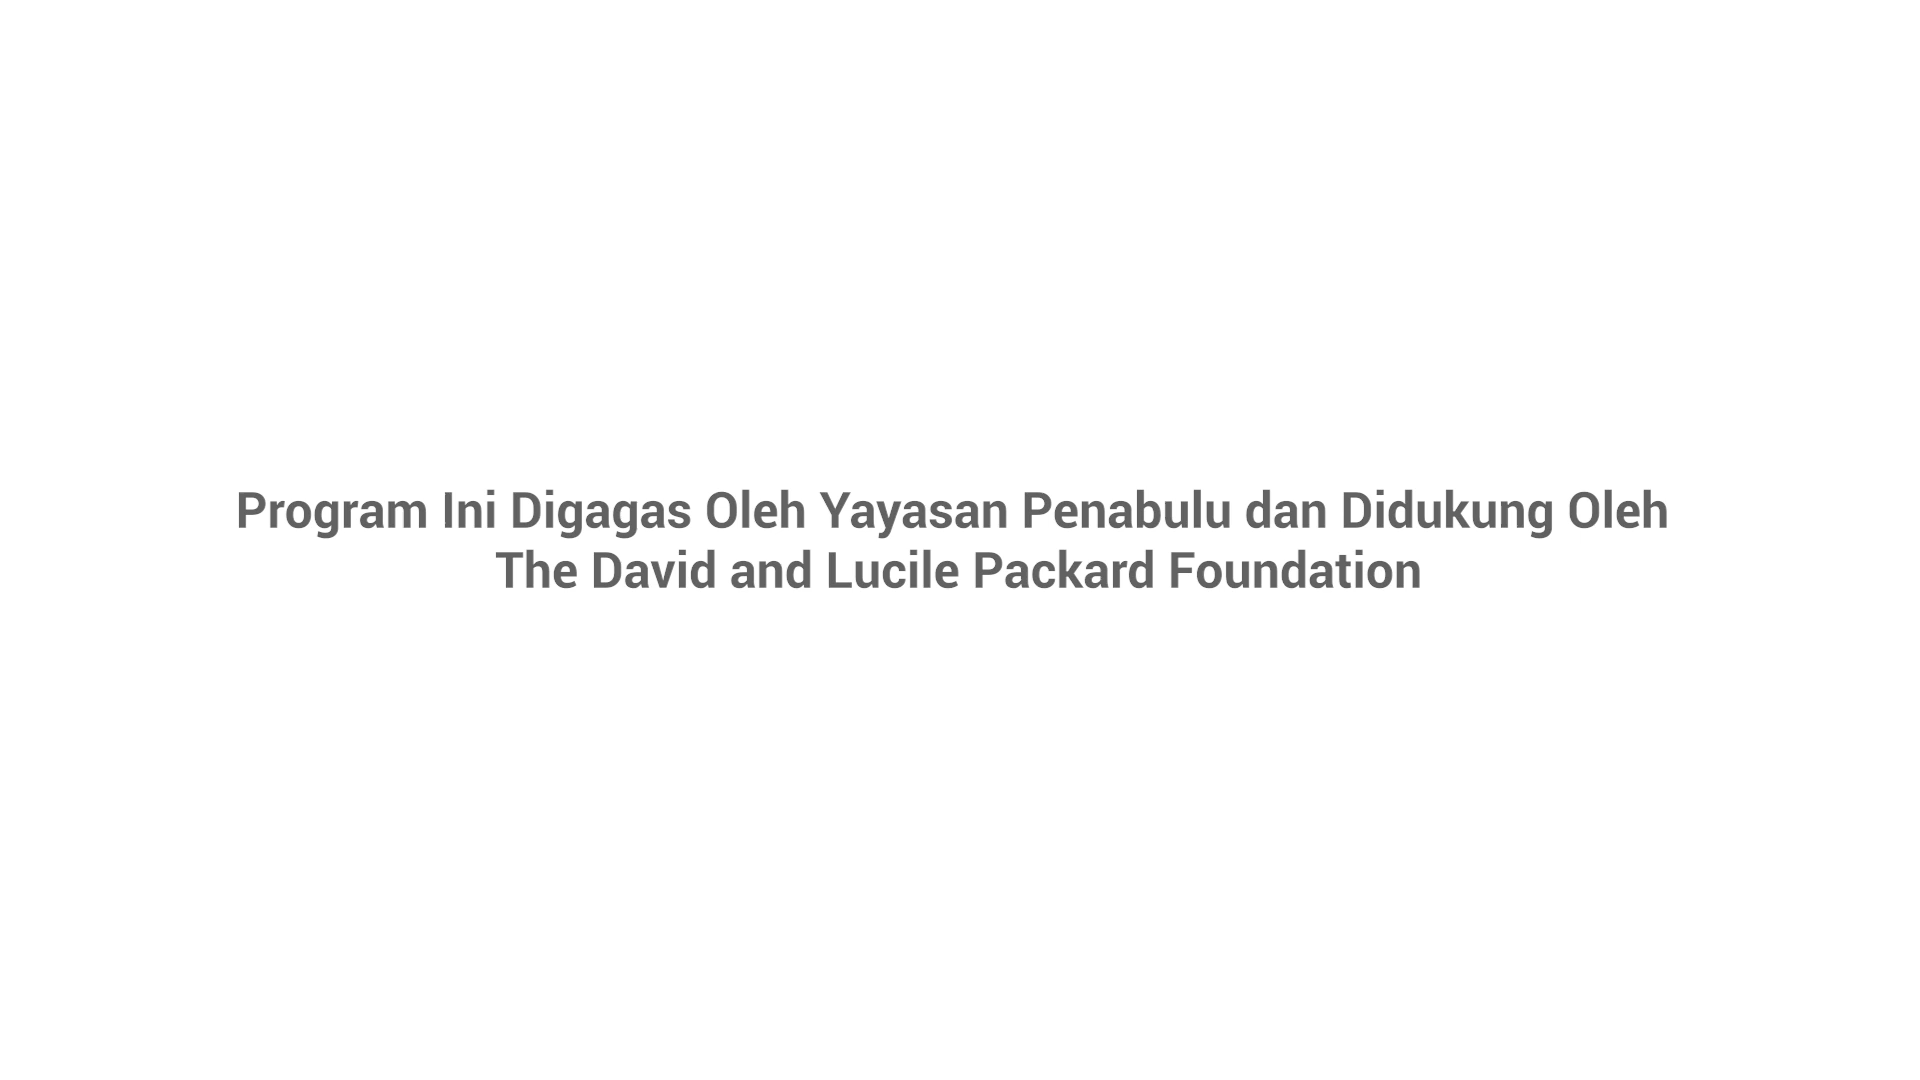 Program Ini Digagas Oleh Yayasan Penabulu dan Didukung Oleh
The David and Lucile Packard Foundation